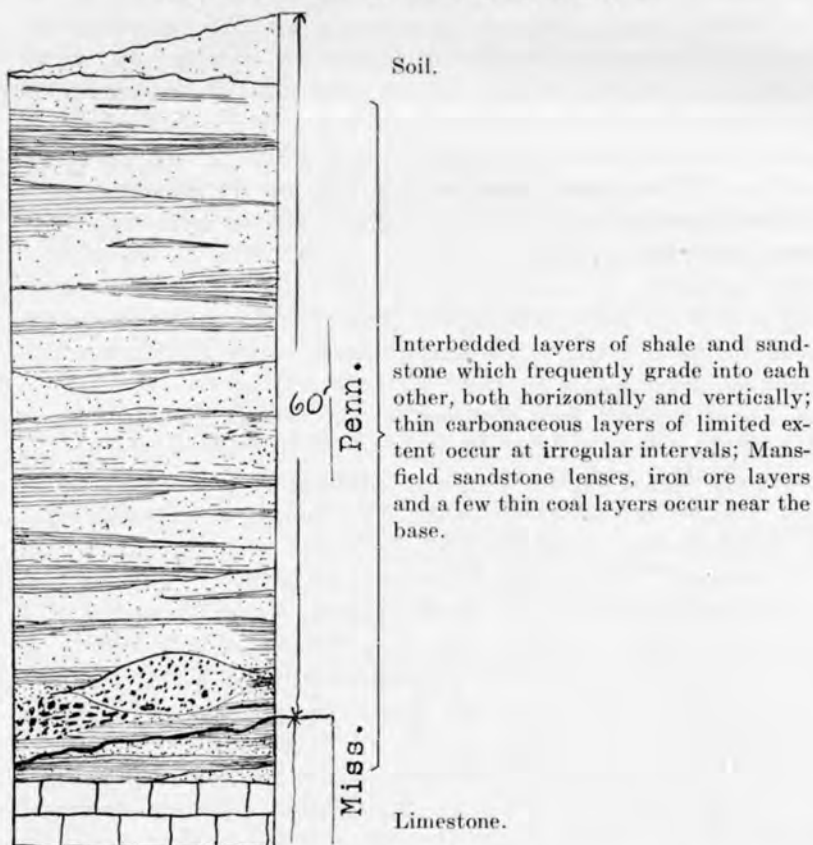 Soil.
60'
Penn.
Interbedded layers of shale and sand-
stone which frequently grade into each
other, both horizontally and vertically;
thin carbonaceous layers of limited ex-
tent occur at irregular intervals; Mans-
field sandstone lenses, iron ore layers
and a few thin coal layers occur near the
base.
Miss.
Limestone.